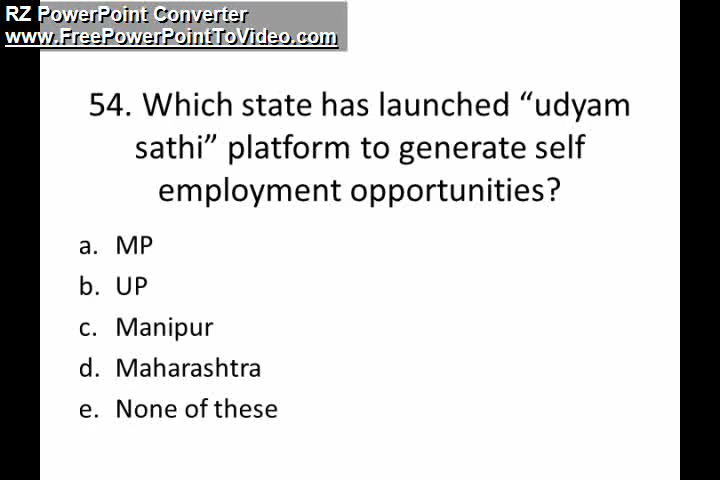 RZ PowerPoint Converter
www.FreePowerPointToVideo.com
54. Which state has launched “udyam
sathi” platform to generate self
employment opportunities?
a. MP
b. UP
c. Manipur
d. Maharashtra
e. None of these